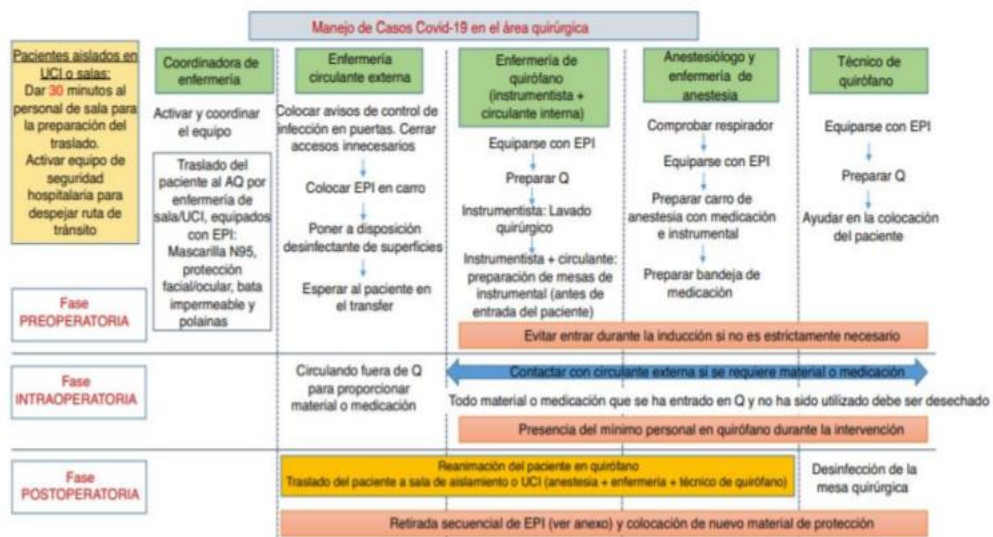 Manejo de Casos Covid-19 en el área quirúrgica
Pacientes aislados en
UCI o salas:
Dar 30 minutos al
personal de sala para
la preparación del
traslado.
Activar equipo de
seguridad
hospitalaria para
despejar ruta de
tránsito
Coordinadora de
enfermería
Activar y coordinar
el equipo
Traslado del
paciente al AQ por
enfermería de
sala/UCI, equipados
con EPI:
Mascarilla N95,
protección
facial/ocular, bata
impermeable y
polainas
Enfermería
circulante externa
Colocar avisos de control de
infección en puertas. Cerrar
accesos innecesarios
Colocar EPI en carro
Poner a disposición
desinfectante de superficies
Esperar al paciente en
el transfer
Enfermería de
quirófano
(instrumentista +
circulante interna)
Equiparse con EPI
Preparar Q
Instrumentista: Lavado
quirúrgico
Instrumentista + circulante:
preparación de mesas de
instrumental (antes de
entrada del paciente)
Anestesiólogo y
enfermería de
anestesia
Comprobar respirador
Equiparse con EPI
Preparar carro de
anestesia con medicación
e instrumental
Preparar bandeja de
medicación
Técnico de
quirófano
Equiparse con EPI
Preparar Q
Ayudar en la colocación
del paciente
Fase
PREOPERATORIA
Evitar entrar durante la inducción si no es estrictamente necesario
Fase
INTRAOPERATORIA
Circulando fuera de Q
para proporcionar
material o medicación
Contactar con circulante externa si se requiere material o medicación
Todo material o medicación que se ha entrado en Q y no ha sido utilizado debe ser desechado
Presencia del mínimo personal en quirófano durante la intervención
Fase
POSTOPERATORIA
Reanimación del paciente en quirófano
Traslado del paciente a sala de aislamiento o UCI (anestesia + enfermería + técnico de quirófano)
Desinfección de la
mesa quirúrgica
Retirada secuencial de EPI (ver anexo) y colocación de nuevo material de protección